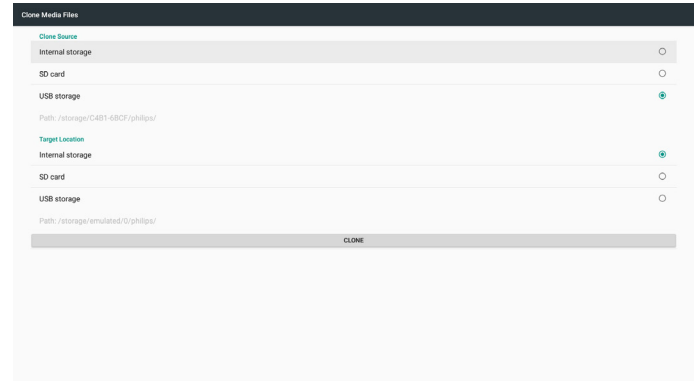 Clone Media Files
Clone Source
Internal storage
SD card
USB storage
Path: /storage/C4B1-6BCF/philips/
Target Location
Internal storage
SD card
USB storage
Path: /storage/emulated/0/philips/
CLONE